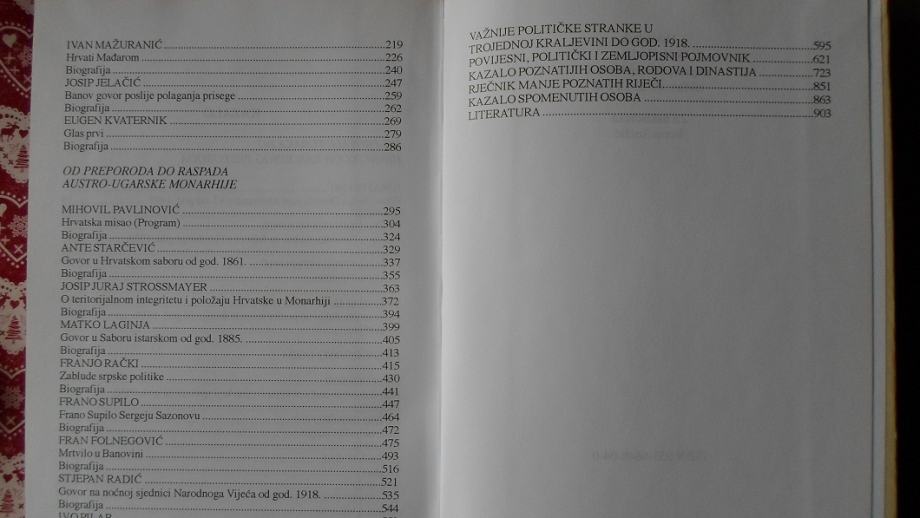 IVAN MAŽURANIĆ 219
Hrvati Mađarom 226
Biografija 240
JOSIP JELAČIĆ 247
Banov govor poslije polaganja prisege 259
Biografija 262
EUGEN KVATERNIK 269
Glas prvi 279
Biografija 286
OD PREPORODA DO RASPADA
AUSTRO-UGARSKE MONARHIJE
MIHOVIL PAVLINOVIĆ 295
Hrvatska misao (Program) 304
Biografija 324
ANTE STARČEVIĆ 329
Govor u Hrvatskom saboru od god. 1861. 337
Biografija 355
JOSIP JURAJ STROSSMAYER 363
O teritorijalnom integritetu i položaju Hrvatske u Monarhiji 372
Biografija 394
MATKO LAGINJA 399
Govor u Saboru istarskom od god. 1885. 405
Biografija 413
FRANJO RAČKI 415
Zablude srpske politike 430
Biografija 441
FRANO SUPILO 447
Frano Supilo Sergeju Sazonovu 464
Biografija 472
FRAN FOLNEGOVIĆ 475
Mrtvilo u Banovini 493
Biografija 516
STJEPAN RADIĆ 521
Govor na noćnoj sjednici Narodnoga Vijeća od god. 1918. 535
Biografija 544
IVO PILAR
VAŽNIJE POLITIČKE STRANKE U
TROJEDNOJ KRALJEVINI DO GOD. 1918. 595
POVIJESNI, POLITIČKI I ZEMLJOPISNI POJMOVNIK 621
KAZALO POZNATIJIH OSOBA, RODOVA I DINASTIJA 723
RJEČNIK MANJE POZNATIH RIJEČI 851
KAZALO SPOMENUTIH OSOBA 863
LITERATURA 903